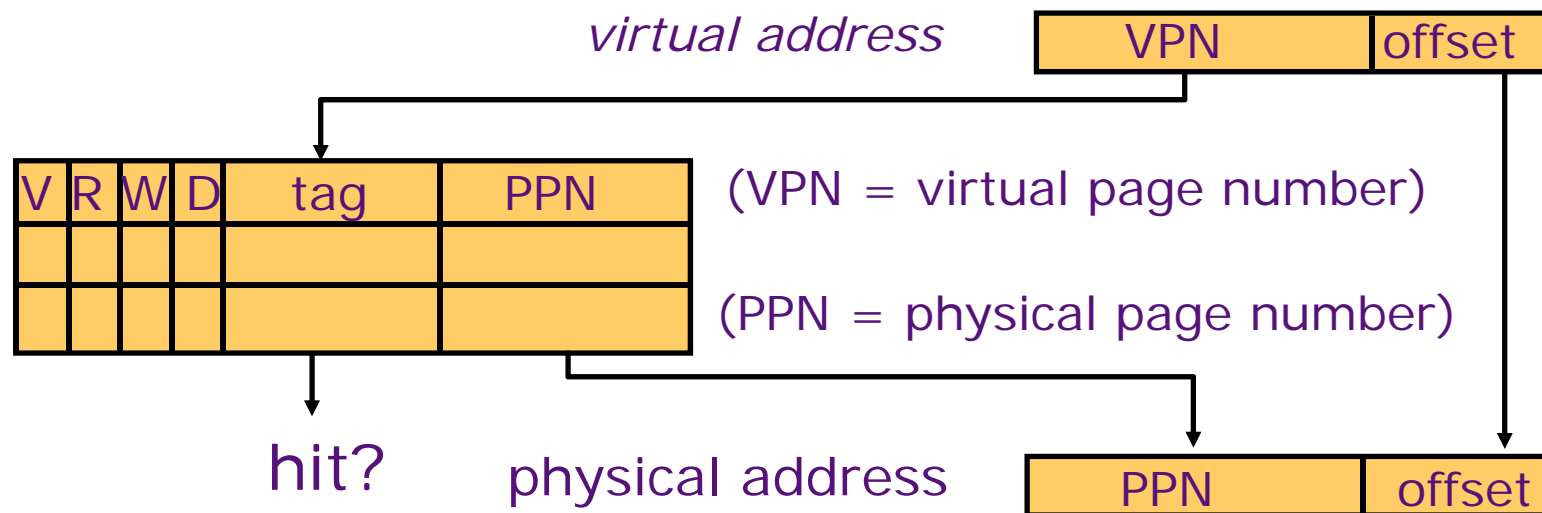 virtual address VPN offset
V R W D tag PPN (VPN = virtual page number)
(PPN = physical page number)
hit? physical address PPN offset